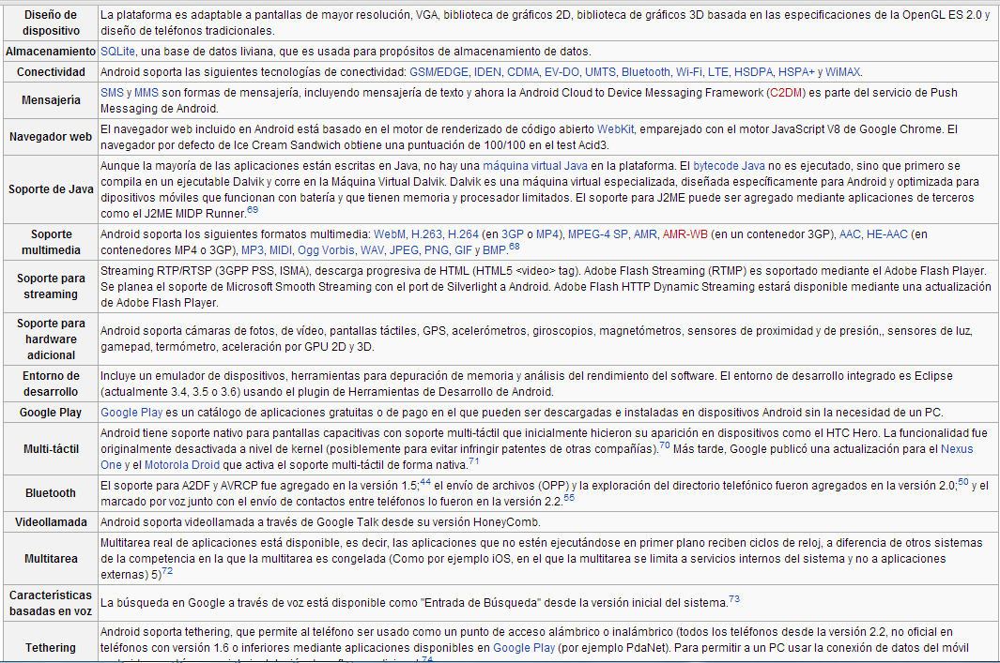 Diseño de dispositivo
La plataforma es adaptable a pantallas de mayor resolución, VGA, biblioteca de gráficos 2D, biblioteca de gráficos 3D basada en las especificaciones de la OpenGL ES 2.0 y
diseño de teléfonos tradicionales.
Almacenamiento
SQLite, una base de datos liviana, que es usada para propósitos de almacenamiento de datos.
Conectividad
Android soporta las siguientes tecnologías de conectividad: GSM/EDGE, IDEN, CDMA, EV-DO, UMTS, Bluetooth, Wi-Fi, LTE, HSDPA, HSPA+ y WiMAX.
Mensajería
SMS y MMS son formas de mensajería, incluyendo mensajería de texto y ahora la Android Cloud to Device Messaging Framework (C2DM) es parte del servicio de Push
Messaging de Android.
Navegador web
El navegador web incluido en Android está basado en el motor de renderizado de código abierto WebKit, emparejado con el motor JavaScript V8 de Google Chrome. El
navegador por defecto de Ice Cream Sandwich obtiene una puntuación de 100/100 en el test Acid3.
Soporte de Java
Aunque la mayoría de las aplicaciones están escritas en Java, no hay una máquina virtual Java en la plataforma. El bytecode Java no es ejecutado, sino que primero se
compila en un ejecutable Dalvik y corre en la Máquina Virtual Dalvik. Dalvik es una máquina virtual especializada, diseñada específicamente para Android y optimizada para
dipositivos móviles que funcionan con batería y que tienen memoria y procesador limitados. El soporte para J2ME puede ser agregado mediante aplicaciones de terceros
como el J2ME MIDP Runner.69
Soporte
multimedia
Android soporta los siguientes formatos multimedia: WebM, H.263, H.264 (en 3GP o MP4), MPEG-4 SP, AMR, AMR-WB (en un contenedor 3GP), AAC, HE-AAC (en
contenedores MP4 o 3GP), MP3, MIDI, Ogg Vorbis, WAV, JPEG, PNG, GIF y BMP.68
Soporte para
streaming
Streaming RTP/RTSP (3GPP PSS, ISMA), descarga progresiva de HTML (HTML5 <video> tag). Adobe Flash Streaming (RTMP) es soportado mediante el Adobe Flash Player.
Se planea el soporte de Microsoft Smooth Streaming con el port de Silverlight a Android. Adobe Flash HTTP Dynamic Streaming estará disponible mediante una actualización
de Adobe Flash Player.
Soporte para
hardware
adicional
Android soporta cámaras de fotos, de vídeo, pantallas táctiles, GPS, acelerómetros, giroscopios, magnetómetros, sensores de proximidad y de presión,, sensores de luz,
gamepad, termómetro, aceleración por GPU 2D y 3D.
Entorno de
desarrollo
Incluye un emulador de dispositivos, herramientas para depuración de memoria y análisis del rendimiento del software. El entorno de desarrollo integrado es Eclipse
(actualmente 3.4, 3.5 o 3.6) usando el plugin de Herramientas de Desarrollo de Android.
Google Play
Google Play es un catálogo de aplicaciones gratuitas o de pago en el que pueden ser descargadas e instaladas en dispositivos Android sin la necesidad de un PC.
Multi-táctil
Android tiene soporte nativo para pantallas capacitivas con soporte multi-táctil que inicialmente hicieron su aparición en dispositivos como el HTC Hero. La funcionalidad fue
originalmente desactivada a nivel de kernel (posiblemente para evitar infringir patentes de otras compañías).70 Más tarde, Google publicó una actualización para el Nexus
One y el Motorola Droid que activa el soporte multi-táctil de forma nativa.71
Bluetooth
El soporte para A2DF y AVRCP fue agregado en la versión 1.5;44 el envío de archivos (OPP) y la exploración del directorio telefónico fueron agregados en la versión 2.0;50 y el
marcado por voz junto con el envío de contactos entre teléfonos lo fueron en la versión 2.2.55
Videollamada
Android soporta videollamada a través de Google Talk desde su versión HoneyComb.
Multitarea
Multitarea real de aplicaciones está disponible, es decir, las aplicaciones que no estén ejecutándose en primer plano reciben ciclos de reloj, a diferencia de otros sistemas
de la competencia en la que la multitarea es congelada (Como por ejemplo iOS, en el que la multitarea se limita a servicios internos del sistema y no a aplicaciones
externas) 5)72
Características
basadas en voz
La búsqueda en Google a través de voz está disponible como "Entrada de Búsqueda" desde la versión inicial del sistema.73
Tethering
Android soporta tethering, que permite al teléfono ser usado como un punto de acceso alámbrico o inalámbrico (todos los teléfonos desde la versión 2.2, no oficial en
teléfonos con versión 1.6 o inferiores mediante aplicaciones disponibles en Google Play (por ejemplo PdaNet). Para permitir a un PC usar la conexión de datos del móvil
74